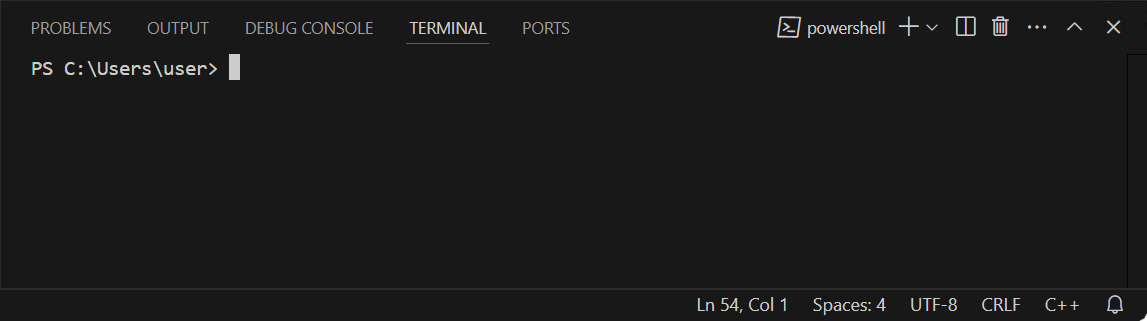 PROBLEMS OUTPUT DEBUG CONSOLE TERMINAL PORTS powershell
PS C:\Users\user>
Ln 54, Col 1 Spaces: 4 UTF-8 CRLF C++